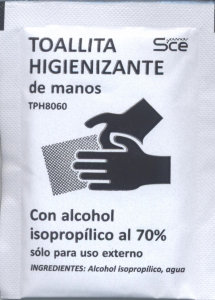 Sce
TOALLITA
HIGIENIZANTE
de manos
TPH8060
Con alcohol
isopropílico al 70%
sólo para uso externo
INGREDIENTES: Alcohol isopropílico, agua